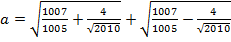 a = √(1007/1005 + 4/√2010) + √(1007/1005 − 4/√2010)